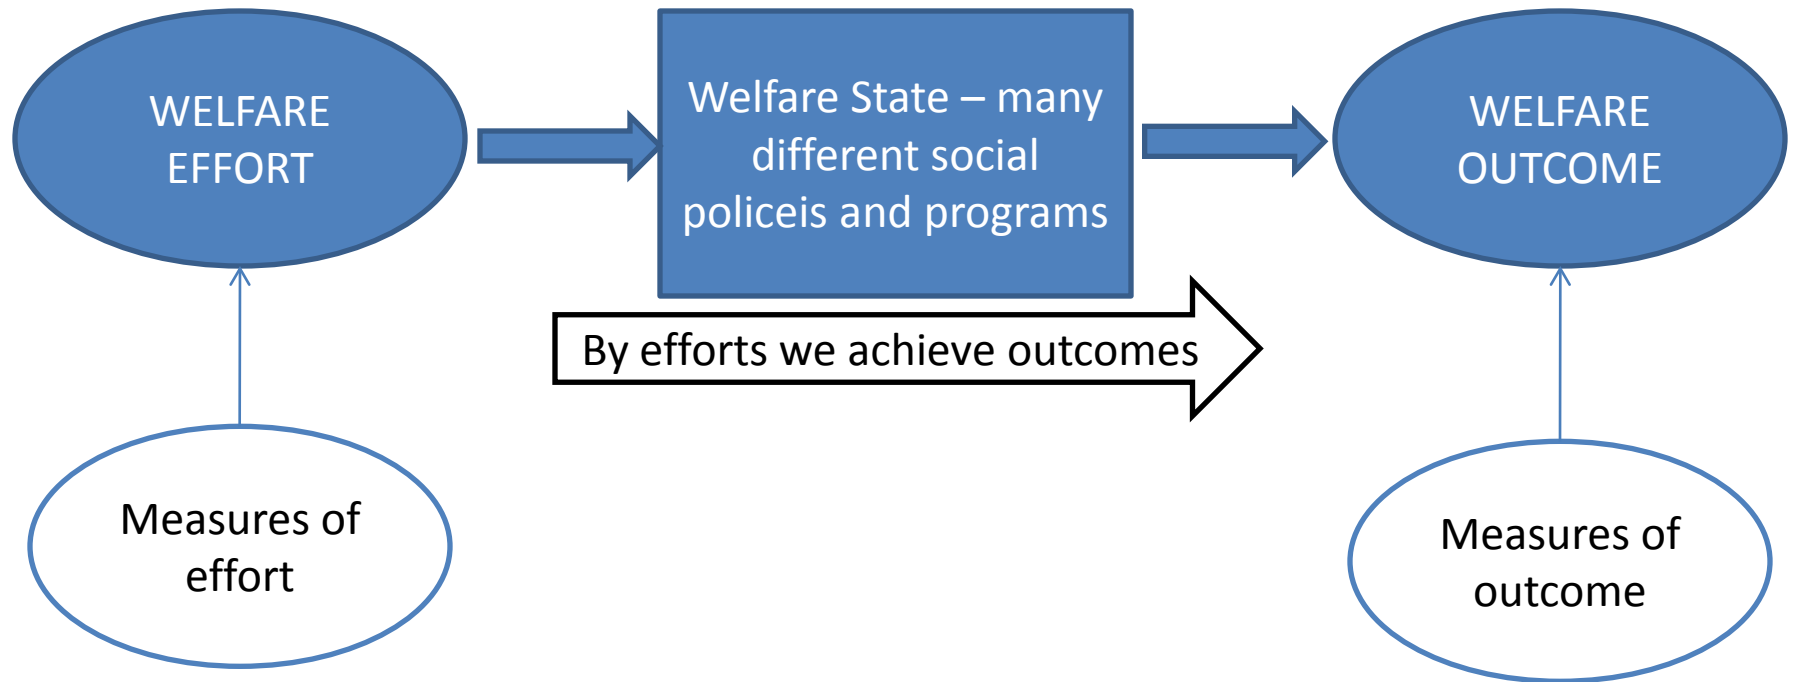 WELFARE
EFFORT
Welfare State – many
different social
policeis and programs
WELFARE
OUTCOME
By efforts we achieve outcomes
Measures of
effort
Measures of
outcome